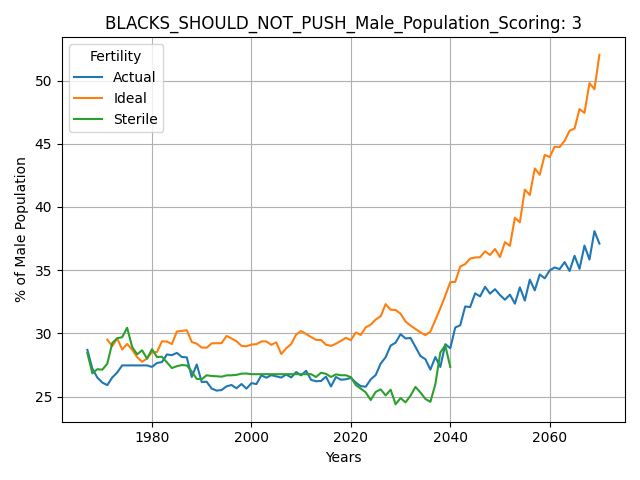 BLACKS_SHOULD_NOT_PUSH_Male_Population_Scoring: 3
Fertility
Actual
Ideal
Sterile
% of Male Population
50
45
40
35
30
25
1980
2000
2020
2040
2060
Years